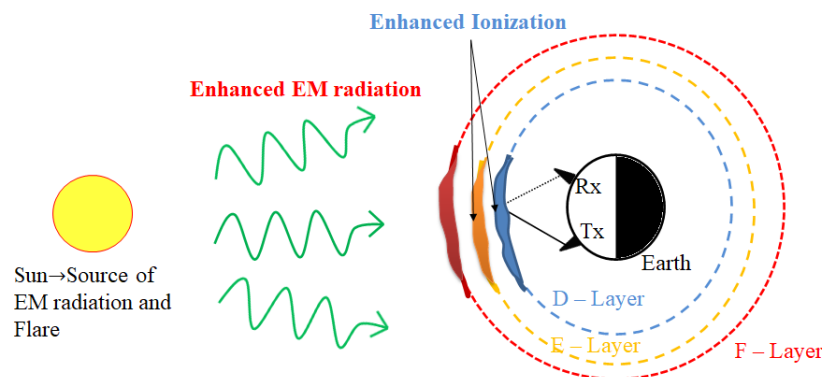 Enhanced Ionization
Enhanced EM radiation
Rx
Tx
Earth
Sun→Source of
EM radiation and
Flare
D – Layer
E – Layer
F – Layer